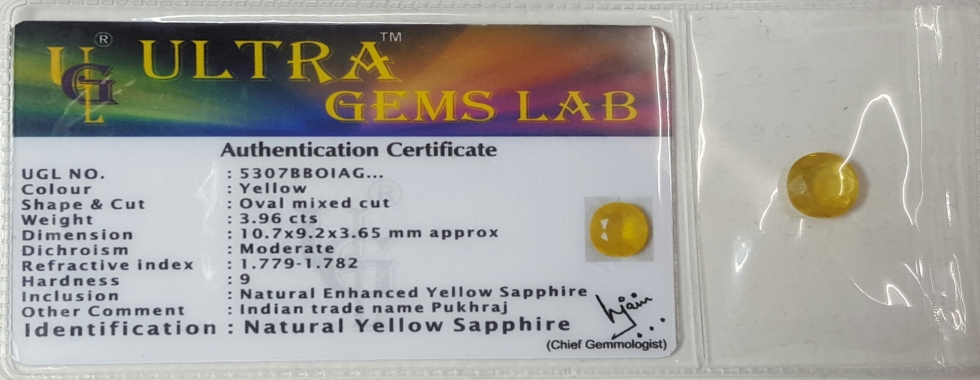 UGL ® ULTRA™
GEMS LAB
Authentication Certificate
UGL NO. : 5307BBOIAG...
Colour : Yellow
Shape & Cut : Oval mixed cut
Weight : 3.96 cts
Dimension : 10.7x9.2x3.65 mm approx
Dichroism : Moderate
Refractive index : 1.779-1.782
Hardness : 9
Inclusion : Natural Enhanced Yellow Sapphire
Other Comment : Indian trade name Pukhraj
Identification : Natural Yellow Sapphire
hjain
(Chief Gemmologist)